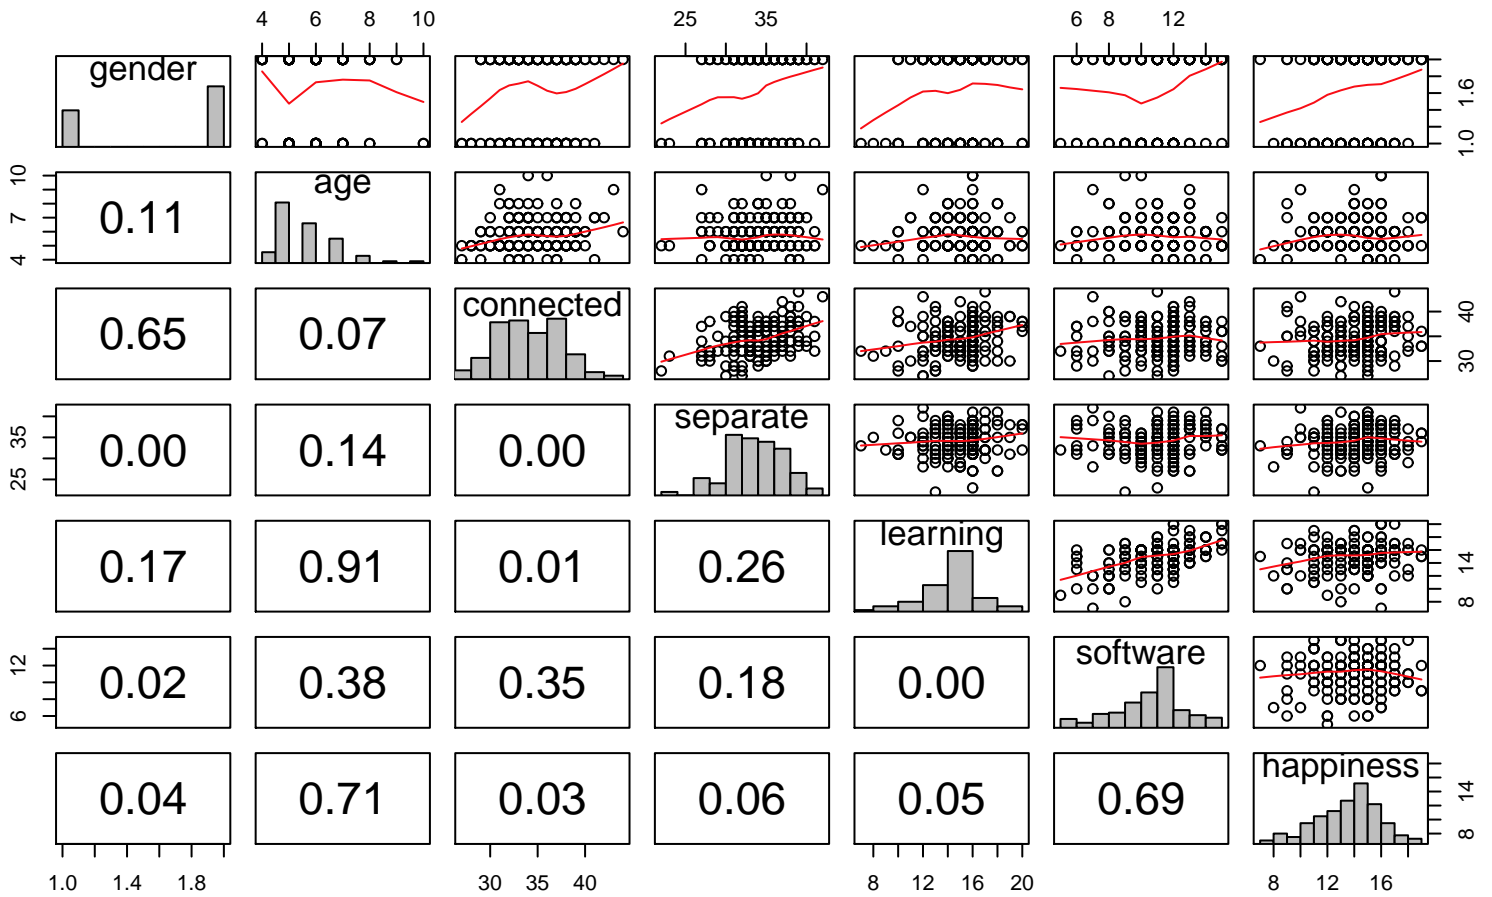 4 6 8 10 25 35 6 8 12
gender 1.0 1.6
4 7 10 0.11 age
0.65 0.07 connected 30 40
25 35 0.00 0.14 0.00 separate
0.17 0.91 0.01 0.26 learning 8 14
6 12 0.02 0.38 0.35 0.18 0.00 software
0.04 0.71 0.03 0.06 0.05 0.69 happiness 8 14
1.0 1.4 1.8 30 35 40 8 12 16 20 8 12 16